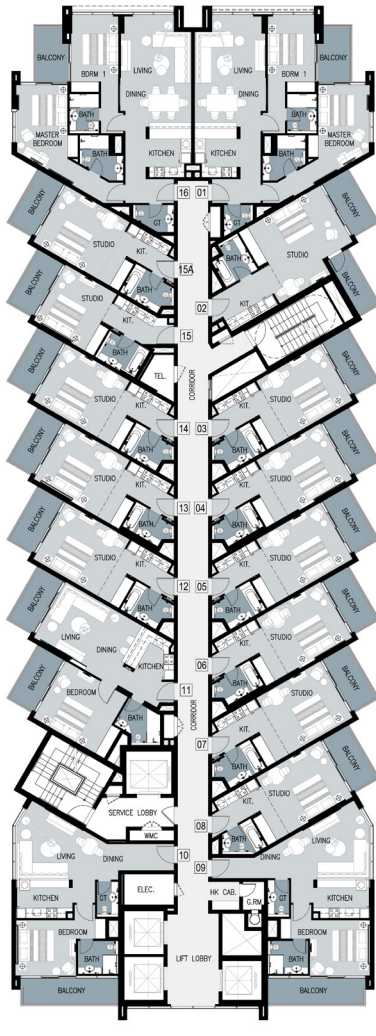 BALCONY
BDRM 1
LIVING
LIVING
BDRM 1
BALCONY
DINING
DINING
BATH
BATH
MASTER
BEDROOM
MASTER
BEDROOM
BATH
BATH
KITCHEN
KITCHEN
16
01
BALCONY
GT
GT
STUDIO
KIT.
BATH
STUDIO
15A
BATH
BALCONY
BALCONY
STUDIO
KIT.
KIT.
02
15
BATH
TEL.
CORRIDOR
BALCONY
STUDIO
KIT.
KIT.
STUDIO
BALCONY
14
03
BATH
BATH
BALCONY
STUDIO
KIT.
KIT.
STUDIO
BALCONY
13
04
BATH
BATH
BALCONY
STUDIO
KIT.
KIT.
STUDIO
BALCONY
12
05
BATH
BATH
BALCONY
LIVING
DINING
KITCHEN
KIT.
STUDIO
BALCONY
06
BALCONY
BEDROOM
11
BATH
BATH
CORRIDOR
KIT.
STUDIO
BALCONY
07
BATH
STUDIO
BALCONY
KIT.
SERVICE LOBBY
08
WMC
BATH
LIVING
DINING
10
09
DINING
LIVING
KITCHEN
GT
ELEC.
HK CAB.
G.RM
GT
KITCHEN
BEDROOM
BEDROOM
BATH
LIFT LOBBY
BATH
BALCONY
BALCONY